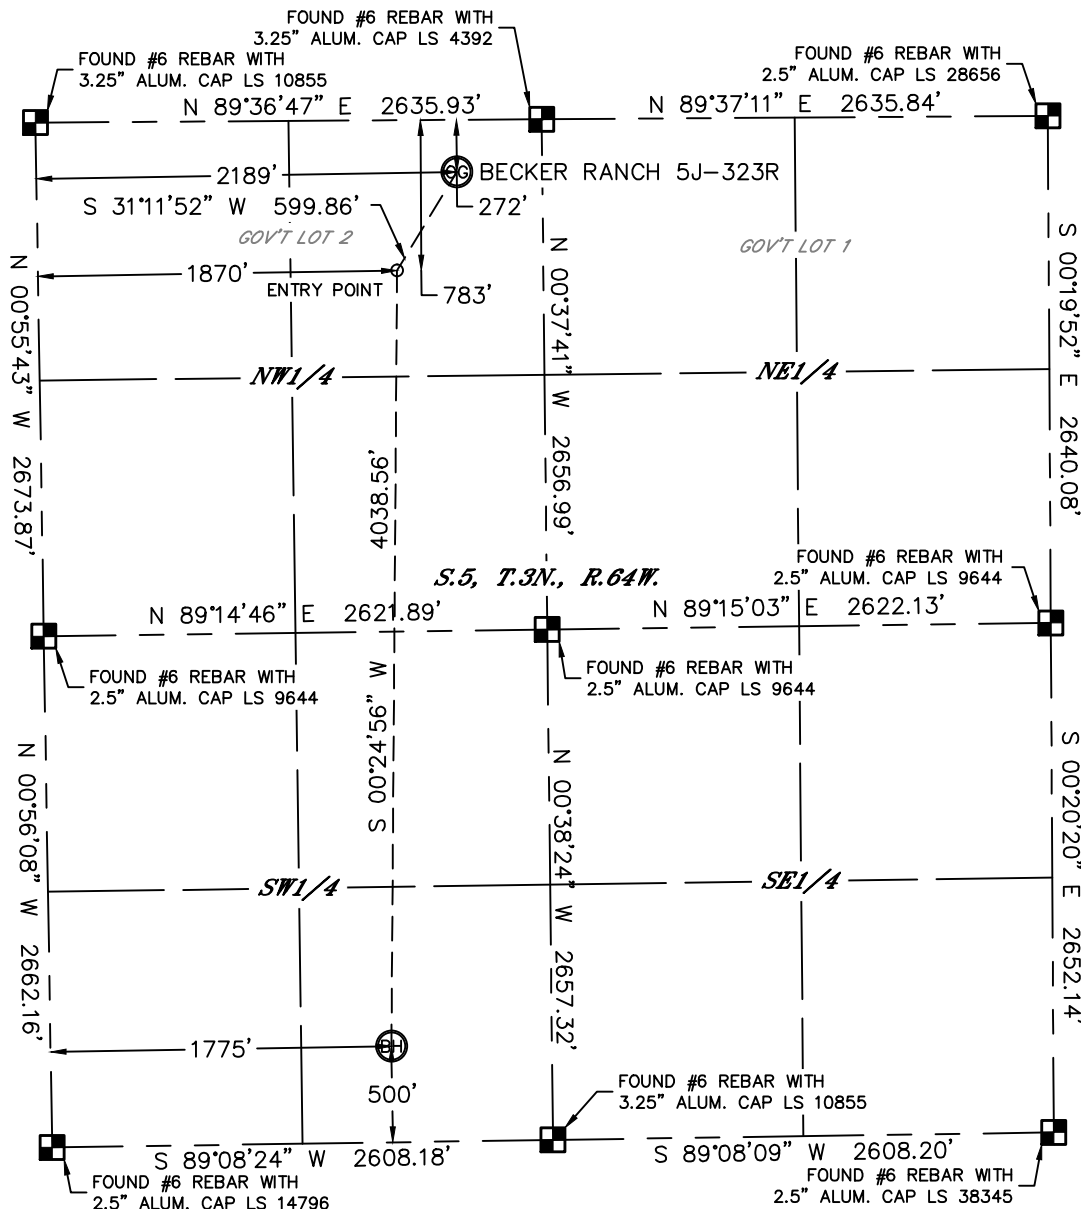 FOUND #6 REBAR WITH
3.25" ALUM. CAP LS 4392
FOUND #6 REBAR WITH
3.25" ALUM. CAP LS 10855
FOUND #6 REBAR WITH
2.5" ALUM. CAP LS 28656
N 89°36'47" E 2635.93'
N 89°37'11" E 2635.84'
2189'
OG BECKER RANCH 5J-323R
S 31°11'52" W 599.86'
272'
GOV'T LOT 2
GOV'T LOT 1
1870'
ENTRY POINT
783'
N 00°55'43" W 2673.87'
N 00°37'41" W 2656.99'
S 00°19'52" E 2640.08'
NW1/4
NE1/4
4038.56'
S.5, T.3N., R.64W.
FOUND #6 REBAR WITH
2.5" ALUM. CAP LS 9644
N 89°14'46" E 2621.89'
N 89°15'03" E 2622.13'
FOUND #6 REBAR WITH
2.5" ALUM. CAP LS 9644
FOUND #6 REBAR WITH
2.5" ALUM. CAP LS 9644
S 00°24'56" W
N 00°56'08" W 2662.16'
N 00°38'24" W 2657.32'
S 00°20'20" E 2652.14'
SW1/4
SE1/4
1775'
BH
500'
FOUND #6 REBAR WITH
3.25" ALUM. CAP LS 10855
S 89°08'24" W 2608.18'
S 89°08'09" W 2608.20'
FOUND #6 REBAR WITH
2.5" ALUM. CAP LS 14796
FOUND #6 REBAR WITH
2.5" ALUM. CAP LS 38345